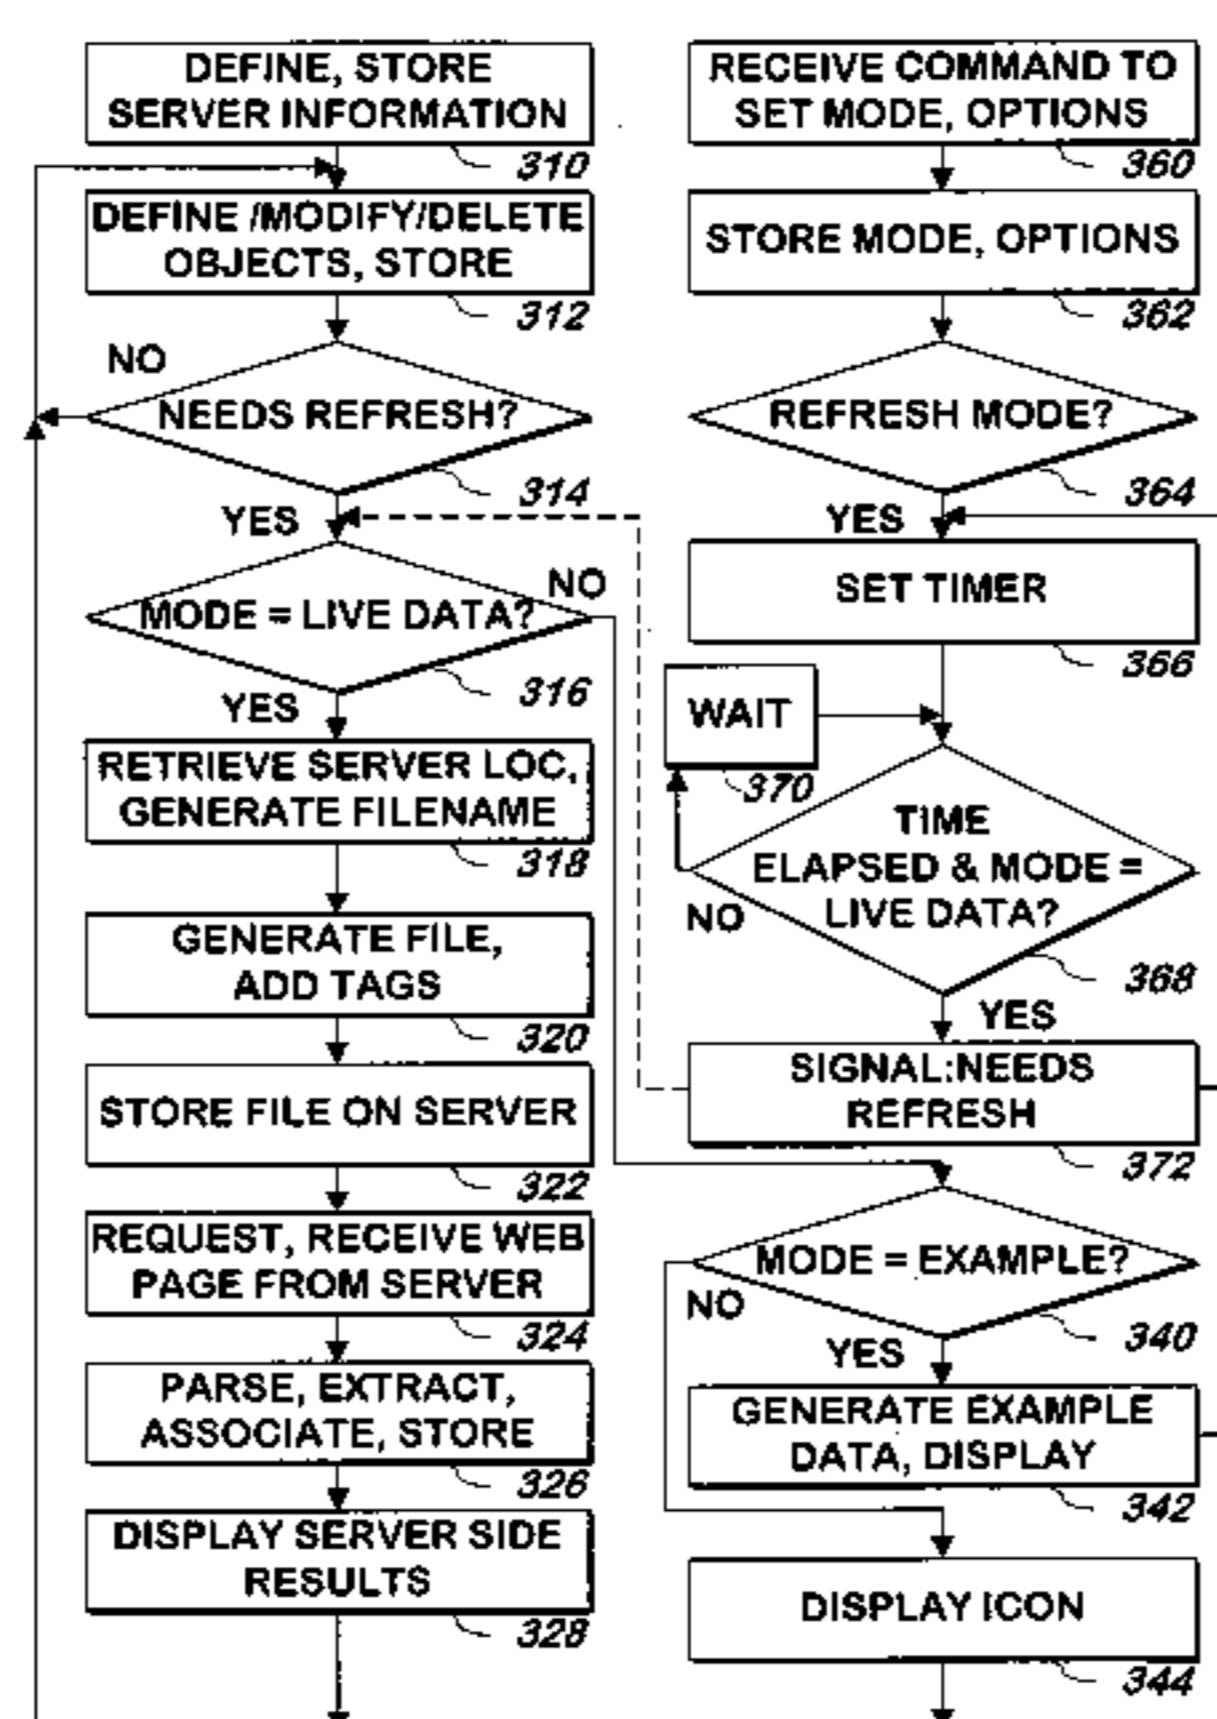 DEFINE, STORE
SERVER INFORMATION
310
DEFINE /MODIFY/DELETE
OBJECTS, STORE
312
NO
NEEDS REFRESH?
314
YES
MODE = LIVE DATA?
NO
316
YES
RETRIEVE SERVER LOC,
GENERATE FILENAME
318
GENERATE FILE,
ADD TAGS
320
STORE FILE ON SERVER
322
REQUEST, RECEIVE WEB
PAGE FROM SERVER
324
PARSE, EXTRACT,
ASSOCIATE, STORE
326
DISPLAY SERVER SIDE
RESULTS
328
RECEIVE COMMAND TO
SET MODE, OPTIONS
360
STORE MODE, OPTIONS
362
REFRESH MODE?
364
YES
SET TIMER
366
WAIT
370
TIME
ELAPSED & MODE =
LIVE DATA?
NO
368
YES
SIGNAL:NEEDS
REFRESH
372
MODE = EXAMPLE?
NO
340
YES
GENERATE EXAMPLE
DATA, DISPLAY
342
DISPLAY ICON
344